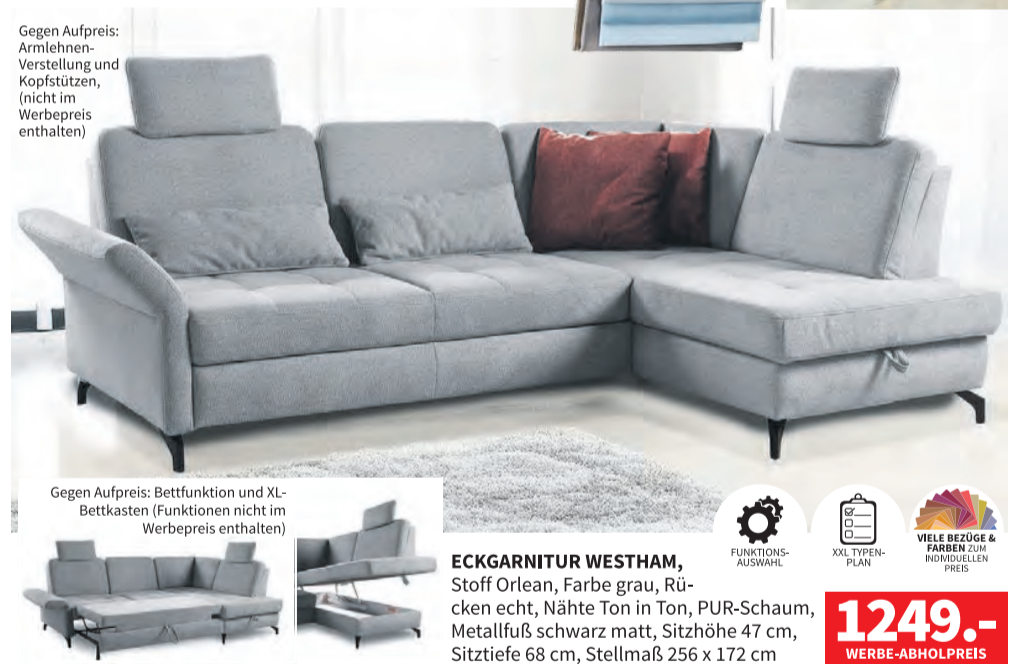 Gegen Aufpreis:
Armlehnen-
Verstellung und
Kopfstützen,
(nicht im
Werbepreis
enthalten)
Gegen Aufpreis: Bettfunktion und XL-
Bettkasten (Funktionen nicht im
Werbepreis enthalten)
ECKGARNITUR WESTHAM,
Stoff Orlean, Farbe grau, Rü-
cken echt, Nähte Ton in Ton, PUR-Schaum,
Metallfuß schwarz matt, Sitzhöhe 47 cm,
Sitztiefe 68 cm, Stellmaß 256 x 172 cm
FUNKTIONS-
AUSWAHL
XXL TYPEN-
PLAN
VIELE BEZÜGE &
FARBEN ZUM
INDIVIDUELLEN
PREIS
1249.-
WERBE-ABHOLPREIS